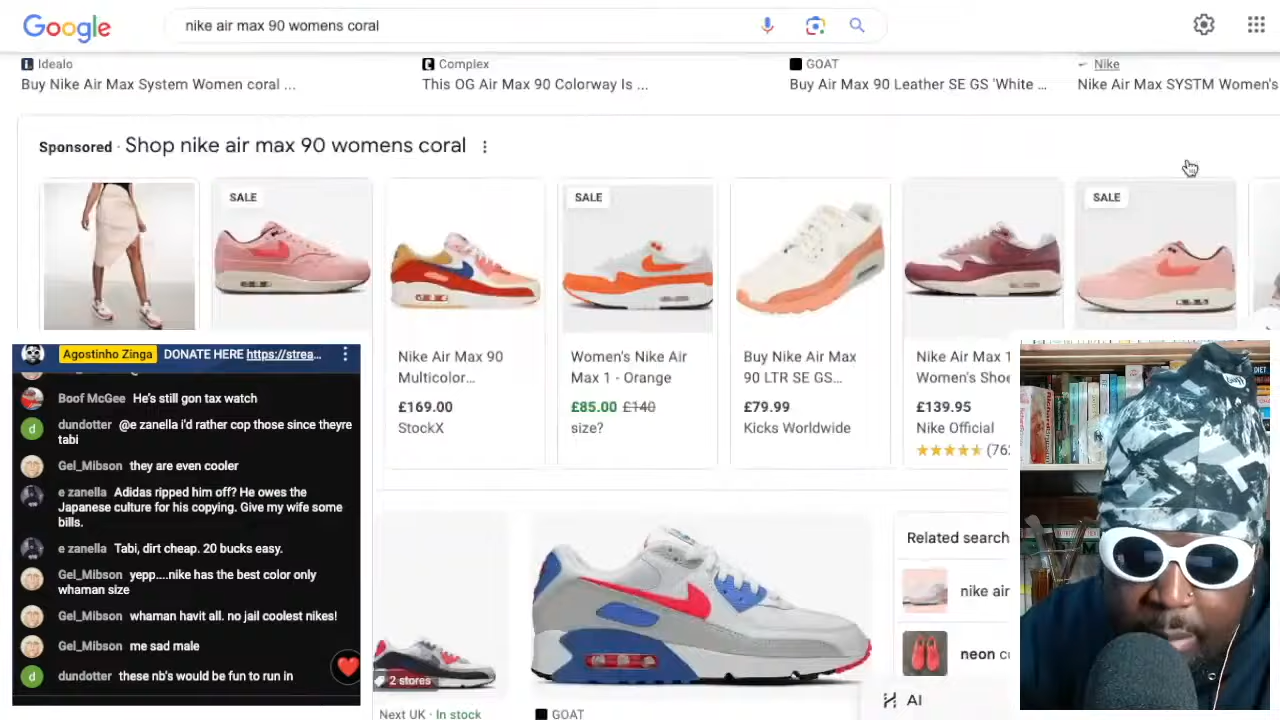 Google
nike air max 90 womens coral
Idealo
Buy Nike Air Max System Women coral ...
Complex
This OG Air Max 90 Colorway Is ...
GOAT
Buy Air Max 90 Leather SE GS 'White ...
Nike
Nike Air Max SYSTM Women's
Sponsored · Shop nike air max 90 womens coral
SALE
SALE
SALE
Nike Air Max 90
Multicolor...
£169.00
StockX
Women's Nike Air
Max 1 - Orange
£85.00 £140
size?
Buy Nike Air Max
90 LTR SE GS...
£79.99
Kicks Worldwide
Nike Air Max 1
Women's Shoe
£139.95
Nike Official
(762
Agostinho Zinga DONATE HERE https://strea...
Boof McGee He's still gon tax watch
dundotter @e zanella i'd rather cop those since theyre
tabi
Gel_Mibson they are even cooler
e zanella Adidas ripped him off? He owes the
Japanese culture for his copying. Give my wife some
bills.
e zanella Tabi, dirt cheap. 20 bucks easy.
Gel_Mibson yepp....nike has the best color only
whaman size
Gel_Mibson whaman havit all. no jail coolest nikes!
Gel_Mibson me sad male
dundotter these nb's would be fun to run in
2 stores
Next UK · In stock
GOAT
Related search
nike air
neon cu
AI